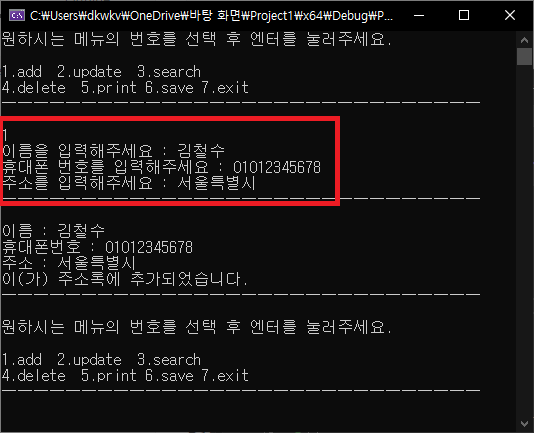 C:₩Users₩dkwkv₩OneDrive₩바탕 화면₩Project1₩x64₩Debug₩P...
원하시는 메뉴의 번호를 선택 후 엔터를 눌러주세요.
1.add 2.update 3.search
4.delete 5.print 6.save 7.exit
1
이름을 입력해주세요 : 김철수
휴대폰 번호를 입력해주세요 : 01012345678
주소를 입력해주세요 : 서울특별시
이름 : 김철수
휴대폰번호 : 01012345678
주소 : 서울특별시
이(가) 주소록에 추가되었습니다.
원하시는 메뉴의 번호를 선택 후 엔터를 눌러주세요.
1.add 2.update 3.search
4.delete 5.print 6.save 7.exit